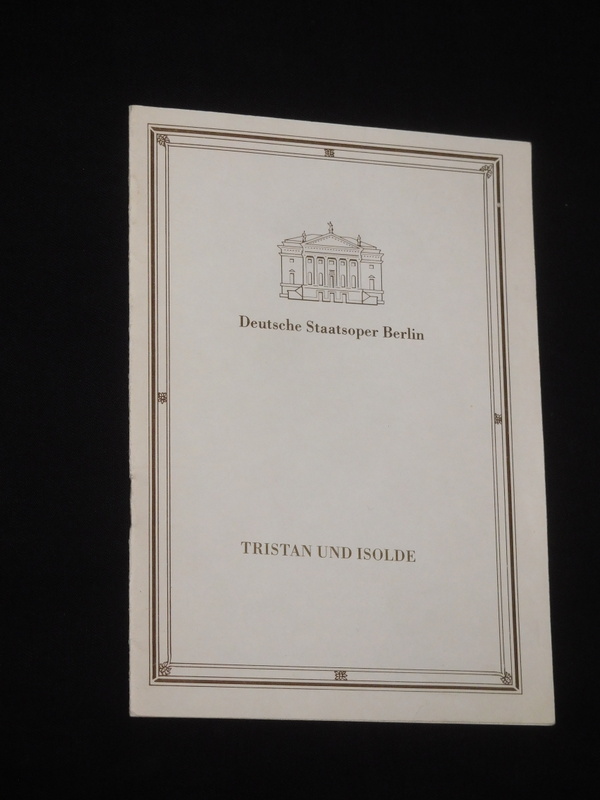 Deutsche Staatsoper Berlin
TRISTAN UND ISOLDE